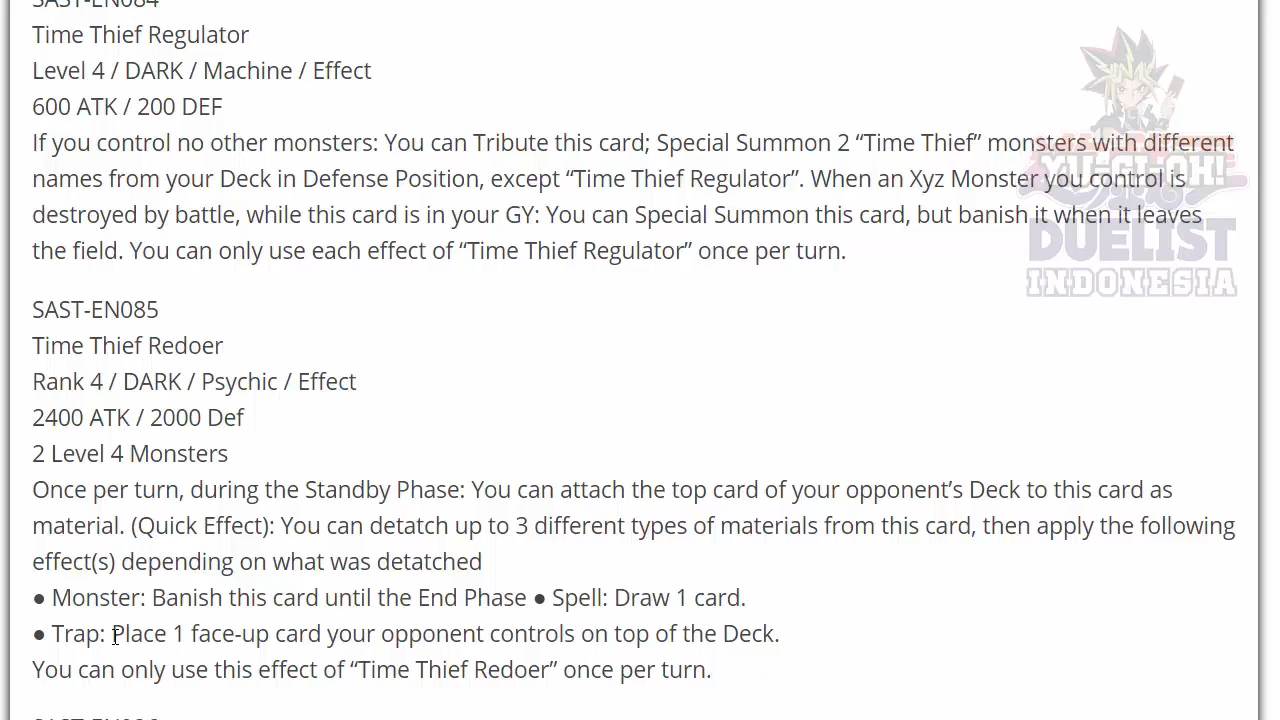 SAST-EN084
Time Thief Regulator
Level 4 / DARK / Machine / Effect
600 ATK / 200 DEF
If you control no other monsters: You can Tribute this card; Special Summon 2 “Time Thief” monsters with different
names from your Deck in Defense Position, except “Time Thief Regulator”. When an Xyz Monster you control is
destroyed by battle, while this card is in your GY: You can Special Summon this card, but banish it when it leaves
the field. You can only use each effect of “Time Thief Regulator” once per turn.
YU-GI-OH!
DUELIST
INDONESIA
SAST-EN085
Time Thief Redoer
Rank 4 / DARK / Psychic / Effect
2400 ATK / 2000 Def
2 Level 4 Monsters
Once per turn, during the Standby Phase: You can attach the top card of your opponent’s Deck to this card as
material. (Quick Effect): You can detatch up to 3 different types of materials from this card, then apply the following
effect(s) depending on what was detatched
● Monster: Banish this card until the End Phase ● Spell: Draw 1 card.
● Trap: Place 1 face-up card your opponent controls on top of the Deck.
You can only use this effect of “Time Thief Redoer” once per turn.